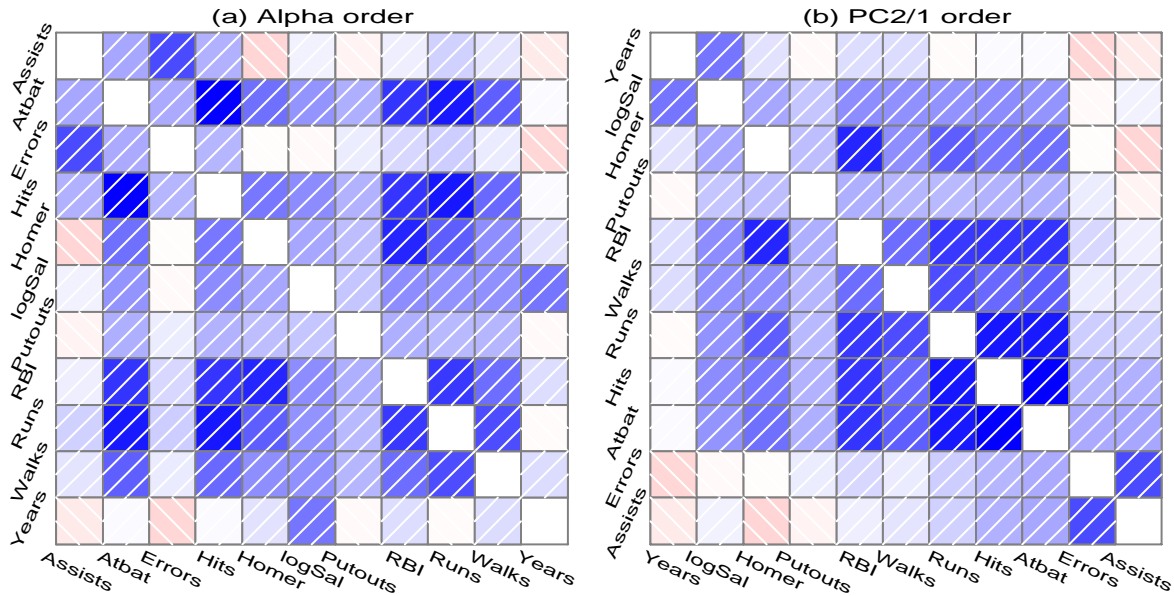 (a) Alpha order
Assists
Atbat
Errors
Hits
Homer
logSal
Putouts
RBI
Runs
Walks
Years
Assists
Atbat
Errors
Hits
Homer
logSal
Putouts
RBI
Runs
Walks
Years
(b) PC2/1 order
Years
logSal
Homer
Putouts
RBI
Walks
Runs
Hits
Atbat
Errors
Assists
Years
logSal
Homer
Putouts
RBI
Walks
Runs
Hits
Atbat
Errors
Assists